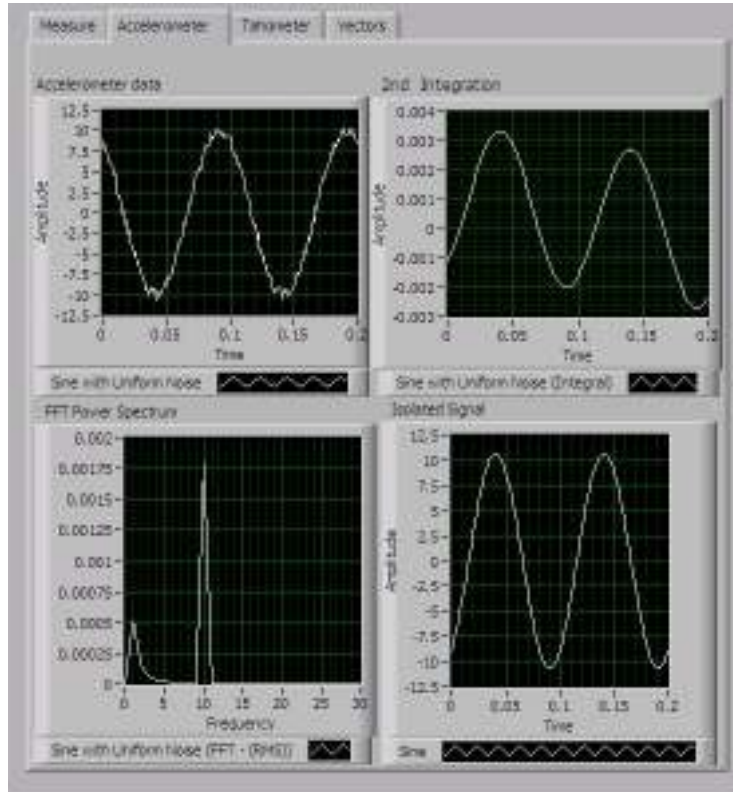 Measure Accelerometer Tahometer Vectors
Accelerometer data
12.5
10
7.5
5
2.5
0
-2.5
-5
-7.5
-10
-12.5
Amplitude
0 0.05 0.1 0.15 0.2
Time
Sine with Uniform Noise
2nd Integration
0.004
0.003
0.002
0.001
0
-0.001
-0.002
-0.003
Amplitude
0 0.05 0.1 0.15 0.2
Time
Sine with Uniform Noise (Integral)
FFT Power Spectrum
0.002
0.00175
0.0015
0.00125
0.001
0.00075
0.0005
0.00025
0
0 5 10 15 20 25 30
Frequency
Sine with Uniform Noise (FFT - (RMS))
Isolated Signal
12.5
10
7.5
5
2.5
0
-2.5
-5
-7.5
-10
-12.5
Amplitude
0 0.05 0.1 0.15 0.2
Time
Sine